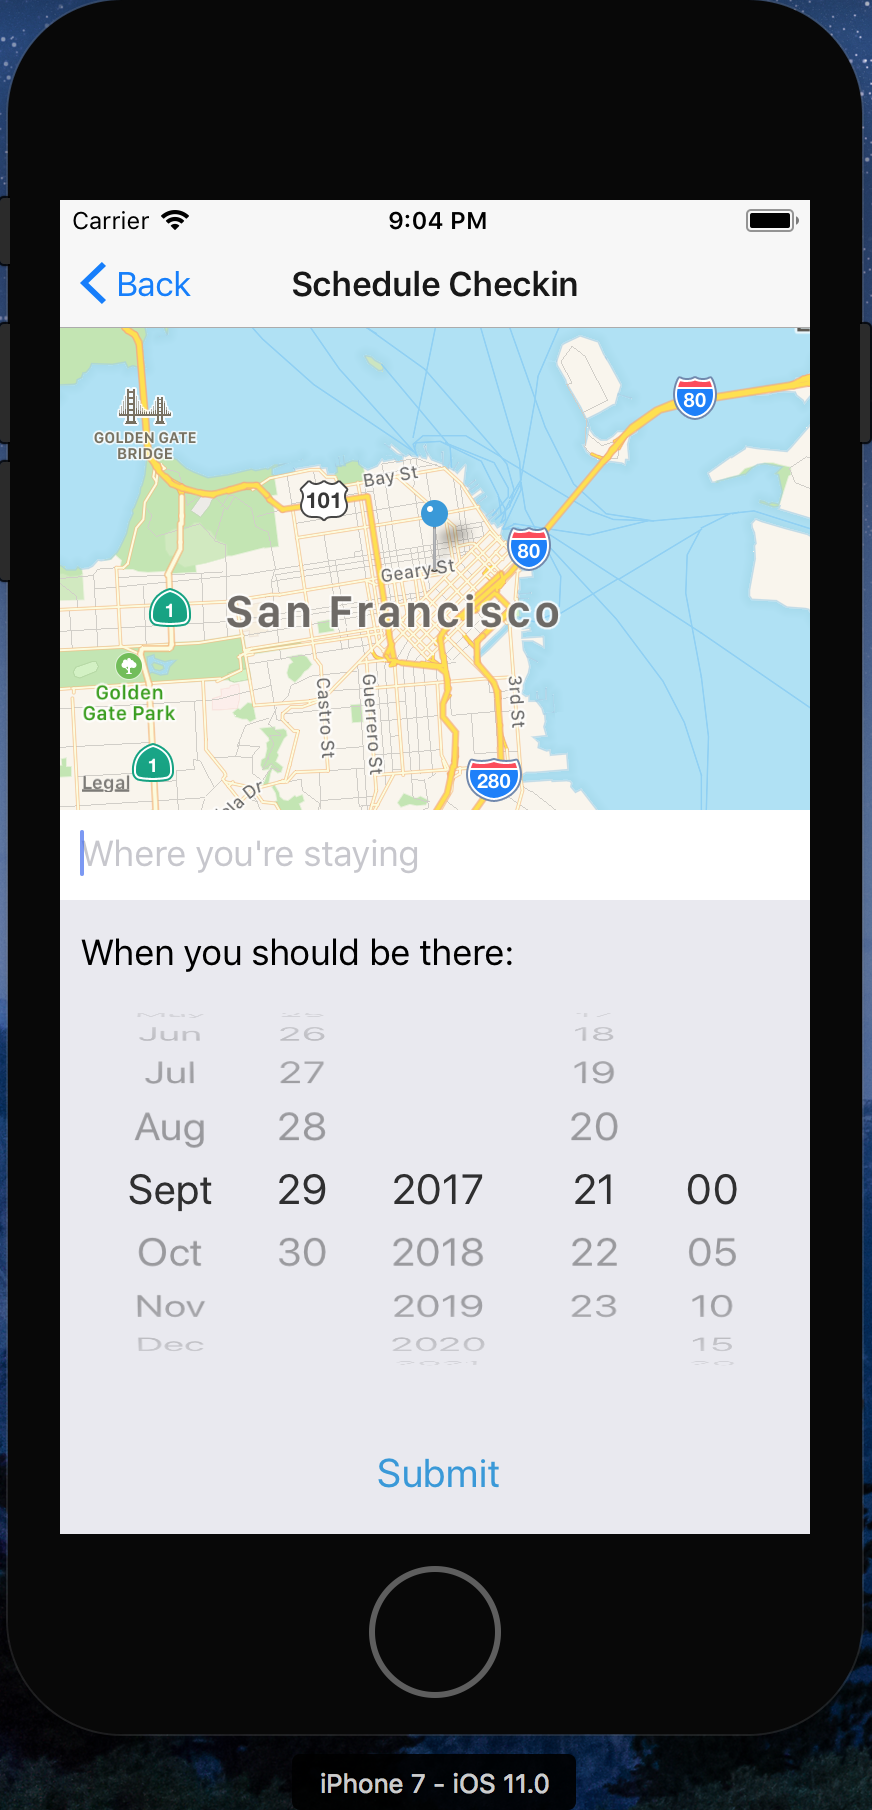 Carrier 9:04 PM
Back Schedule Checkin
80
GOLDEN GATE
BRIDGE
Bay St
101
80
Geary St
1
San Francisco
Golden
Gate Park
Castro St
Guerrero St
3rd St
1
Legal
280
Where you're staying
When you should be there:
Jun 26 18
Jul 27 19
Aug 28 20
Sept 29 2017 21 00
Oct 30 2018 22 05
Nov 2019 23 10
Dec 2020 15
Submit
iPhone 7 - iOS 11.0